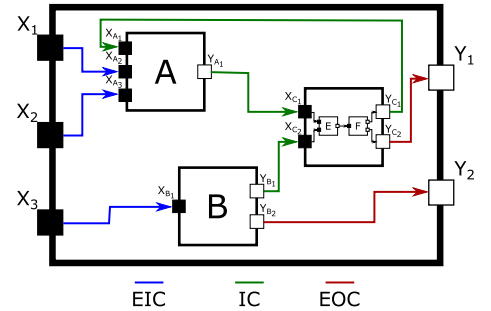 X1
X2
X3
XA1
XA2
XA3
A
YA1
XB1
B
YB1
YB2
XC1
XC2
E
F
YC1
YC2
Y1
Y2
EIC
IC
EOC